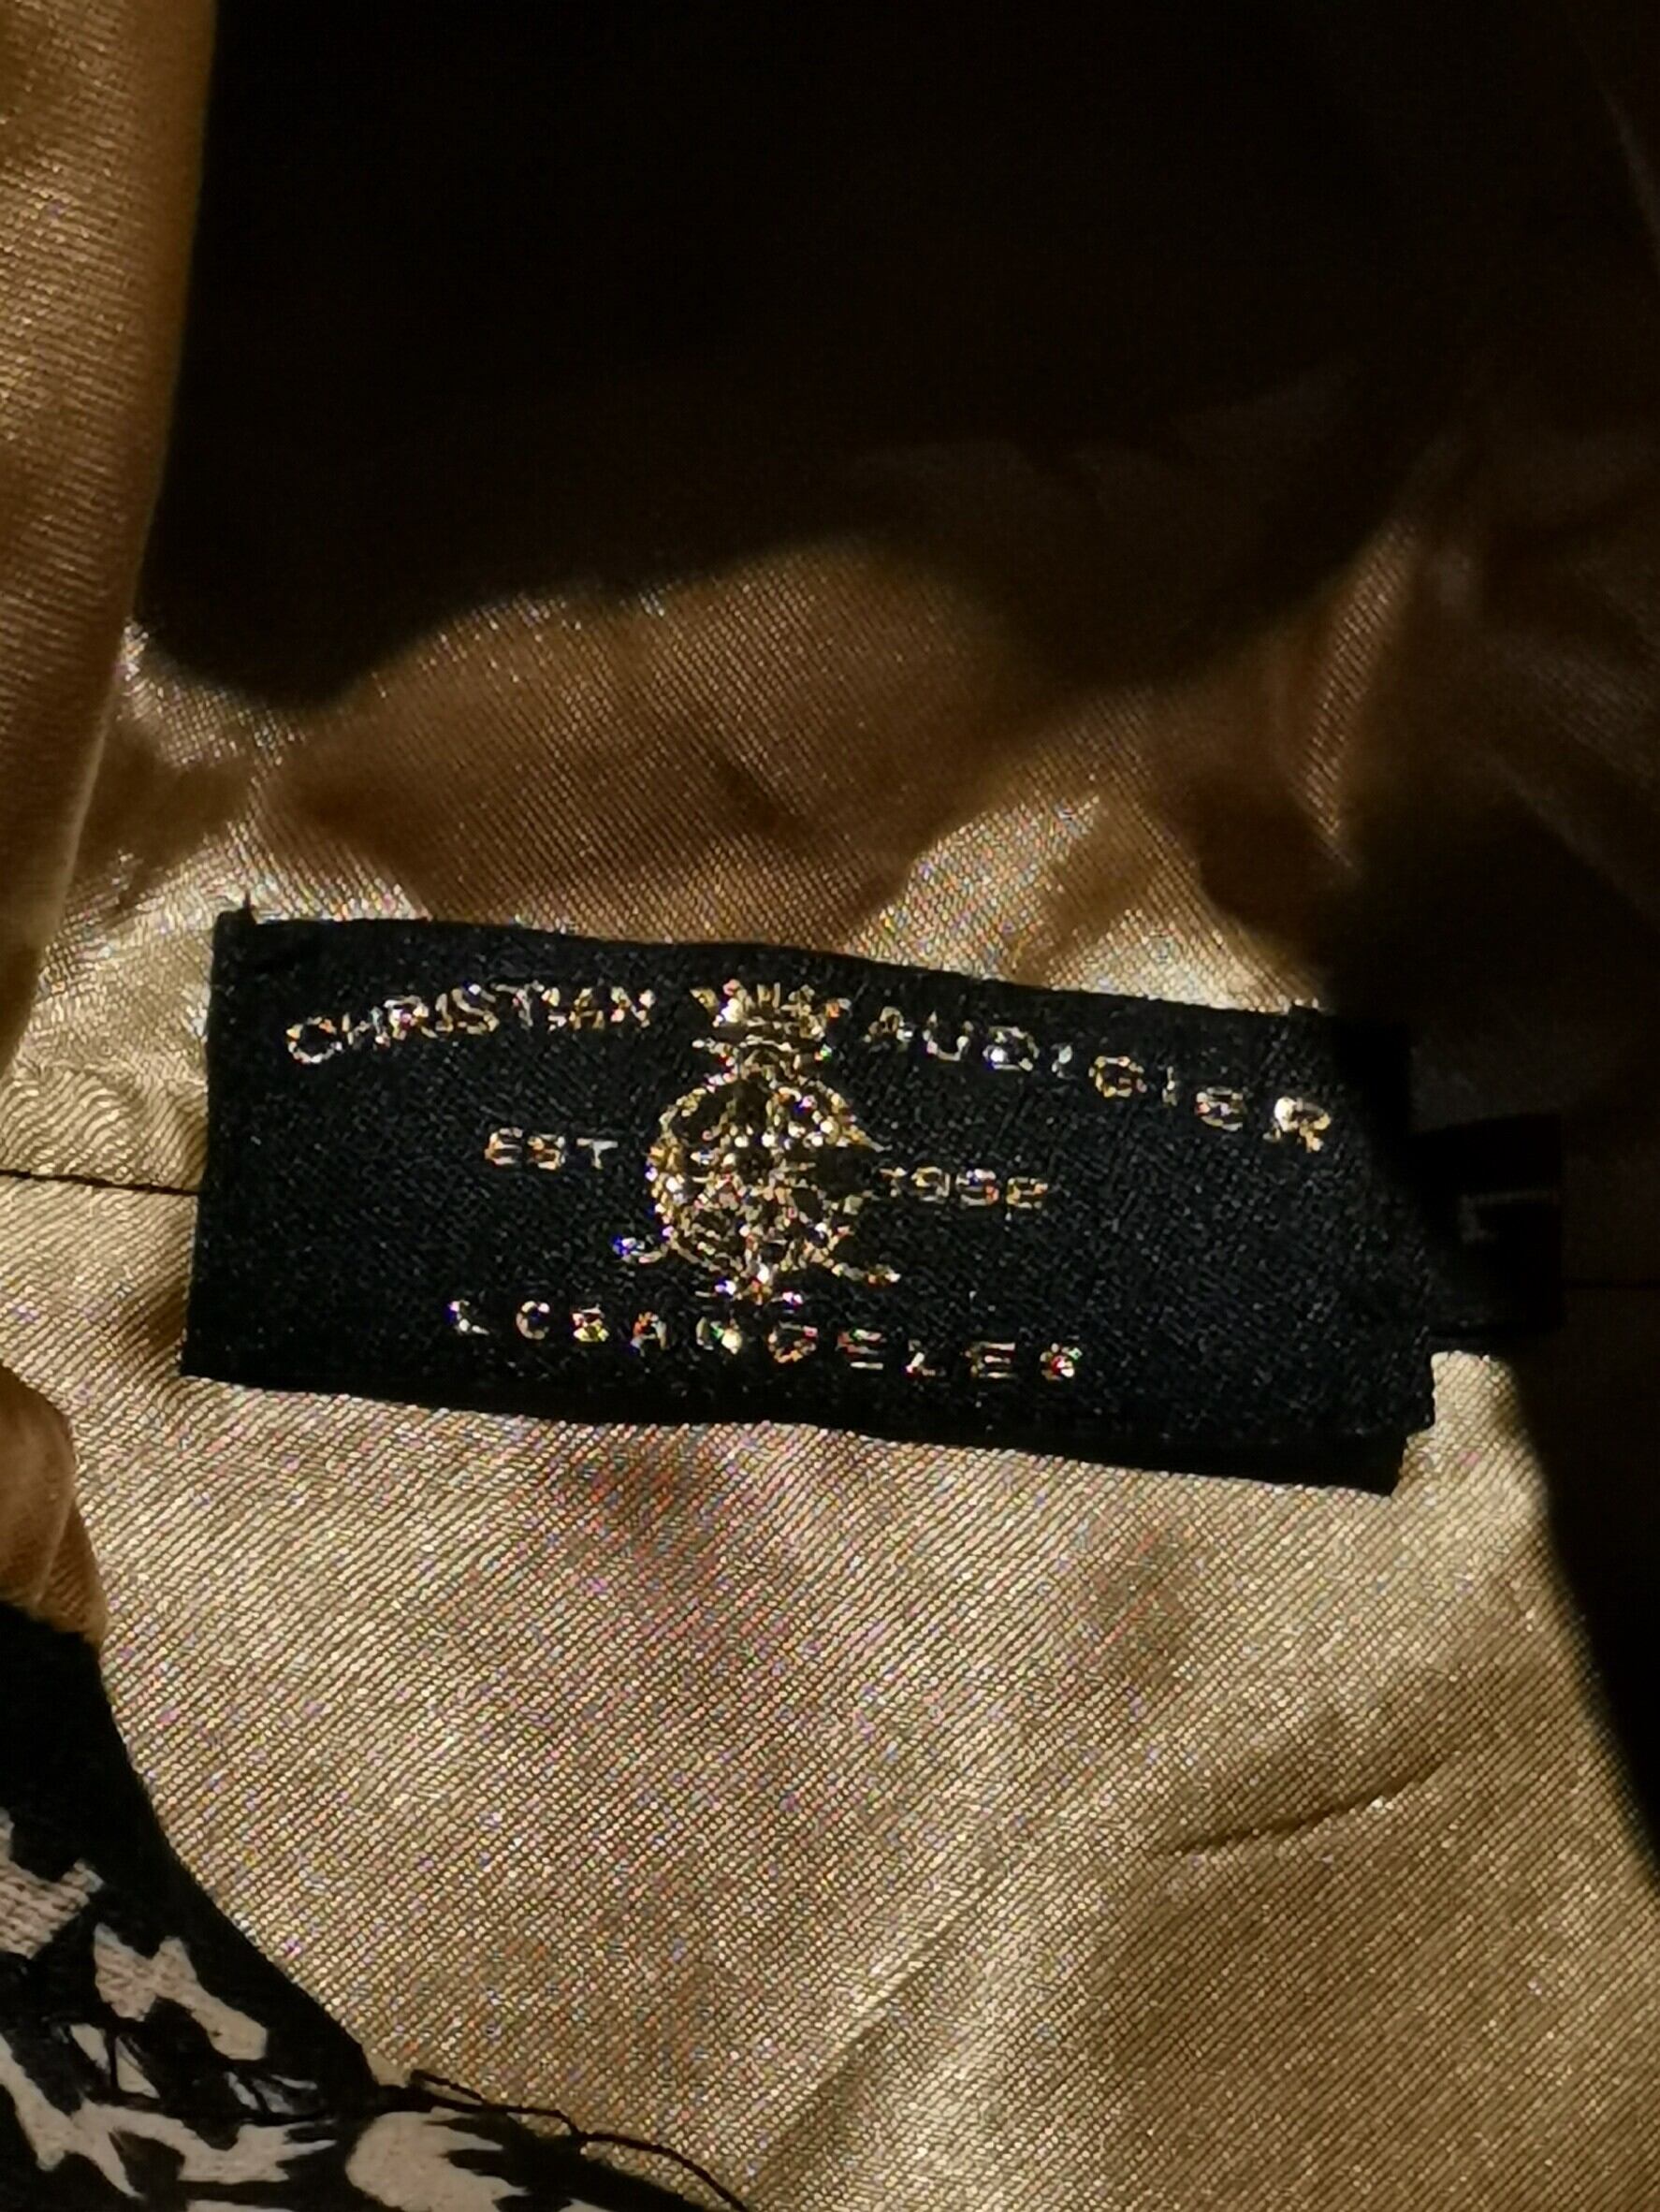 CHRISTIAN AUDIGIER
EST 1958
LOS ANGELES
L